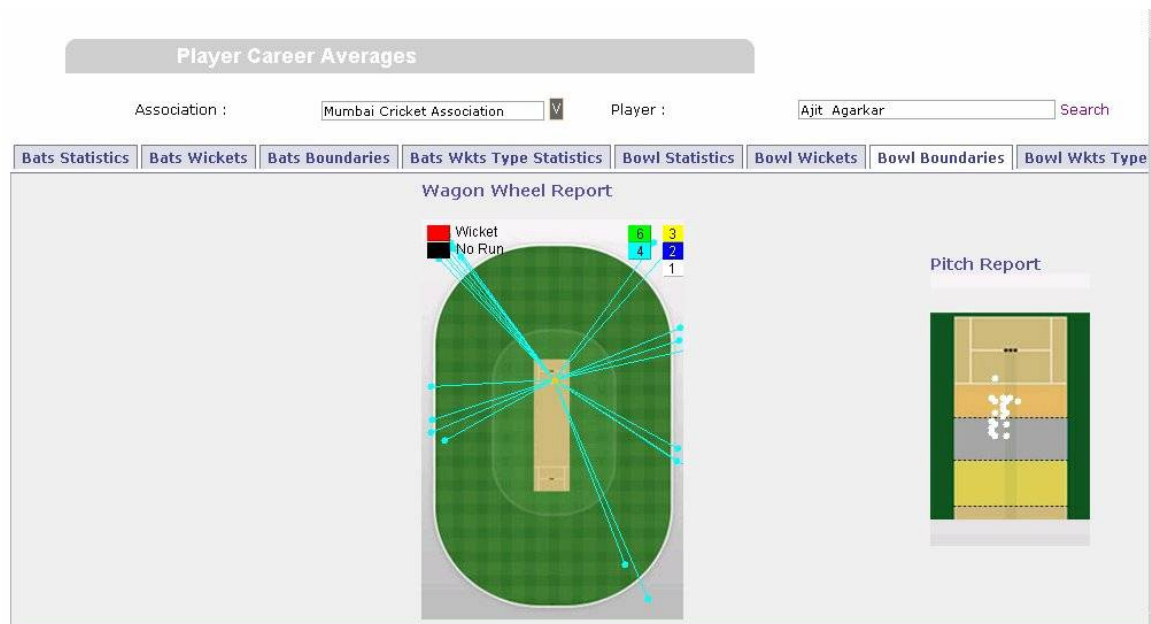 Player Career Averages
Association : Mumbai Cricket Association V Player : Ajit Agarkar Search
Bats Statistics Bats Wickets Bats Boundaries Bats Wkts Type Statistics Bowl Statistics Bowl Wickets Bowl Boundaries Bowl Wkts Type
Wagon Wheel Report
Wicket 6 3
No Run 4 2
1
Pitch Report